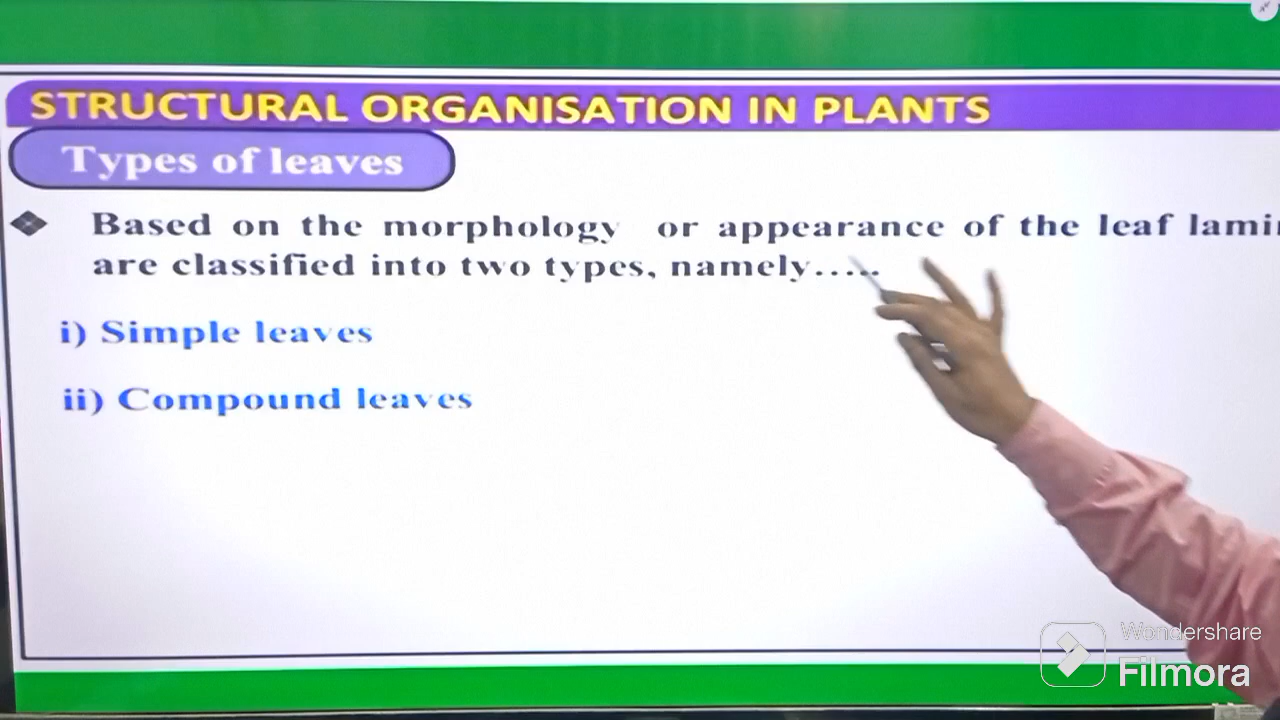 STRUCTURAL ORGANISATION IN PLANTS
Types of leaves
Based on the morphology or appearance of the leaf
are classified into two types, namely.....
i) Simple leaves
ii) Compound leaves
Wondershare
Filmora